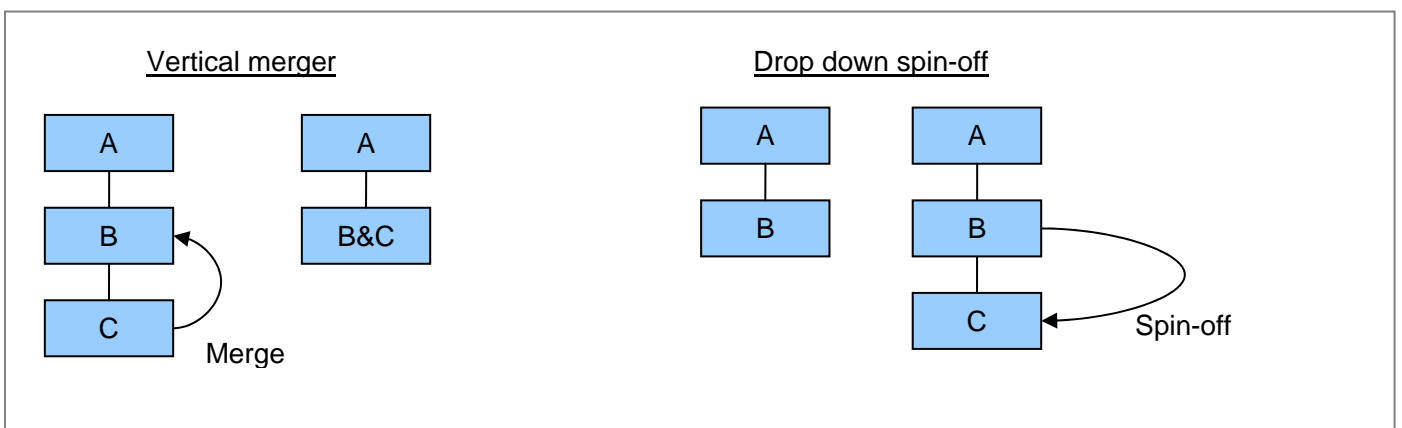 Vertical merger
A
A
B
B&C
C
Merge
Drop down spin-off
A
A
B
B
C
Spin-off